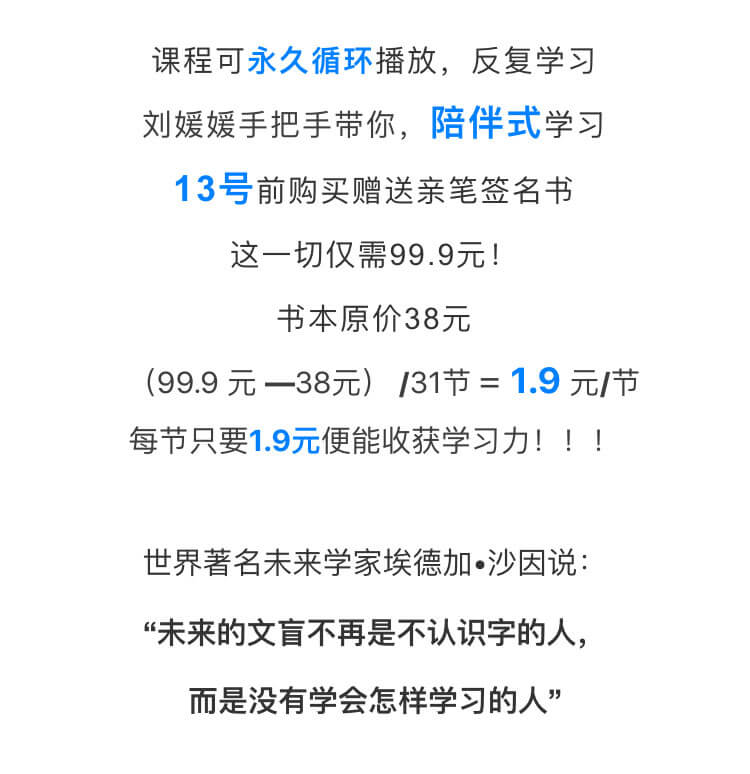 课程可永久循环播放，反复学习
刘媛媛手把手带你，陪伴式学习
13号前购买赠送亲笔签名书
这一切仅需99.9元！
书本原价38元
（99.9 元 —38元） /31节 = 1.9 元/节
每节只要1.9元便能收获学习力！！！
世界著名未来学家埃德加•沙因说：
“未来的文盲不再是不认识字的人，
而是没有学会怎样学习的人”